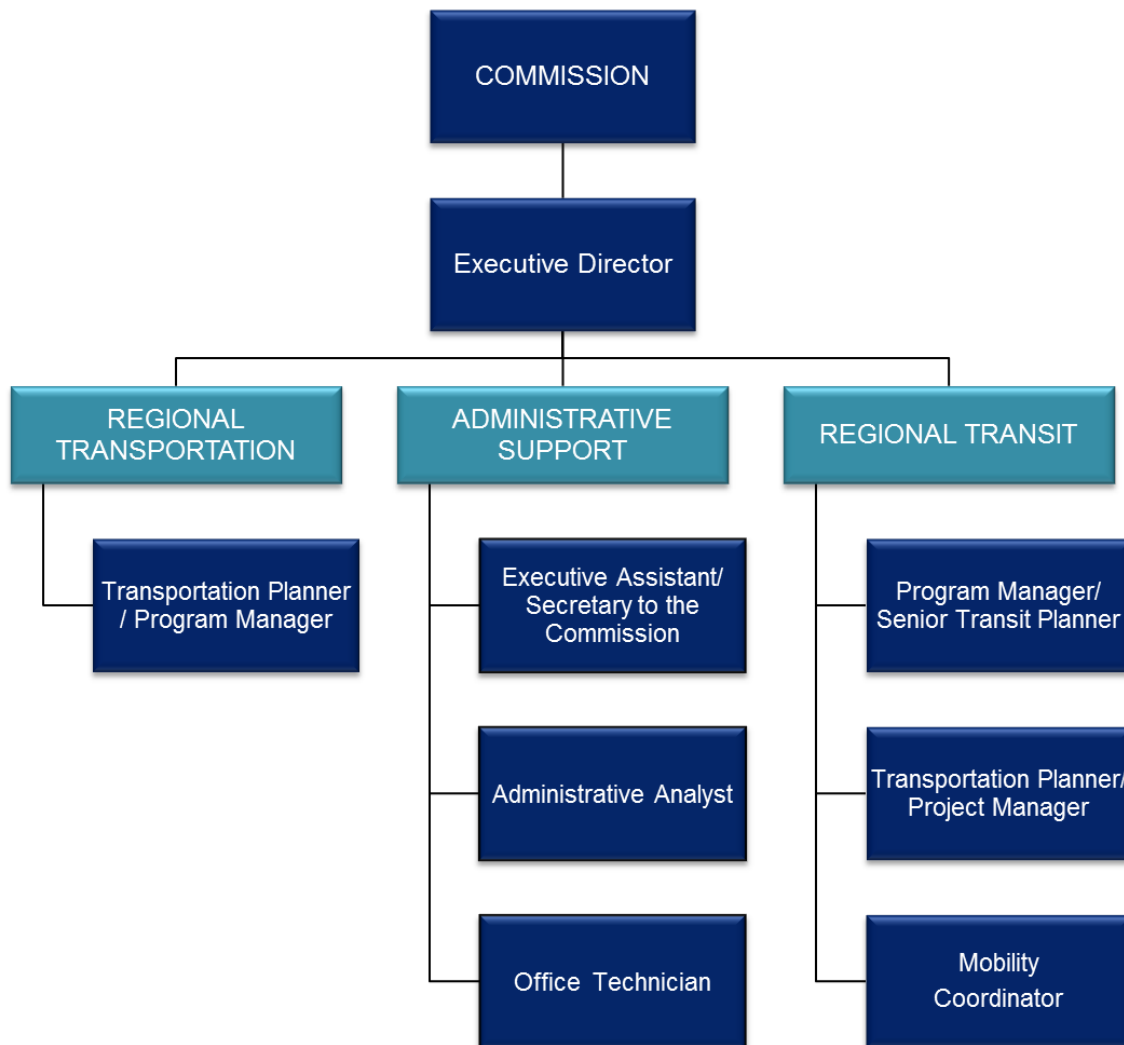 COMMISSION
Executive Director
REGIONAL
TRANSPORTATION
ADMINISTRATIVE
SUPPORT
REGIONAL TRANSIT
Transportation Planner
/ Program Manager
Executive Assistant/
Secretary to the
Commission
Program Manager/
Senior Transit Planner
Administrative Analyst
Transportation Planner/
Project Manager
Office Technician
Mobility
Coordinator